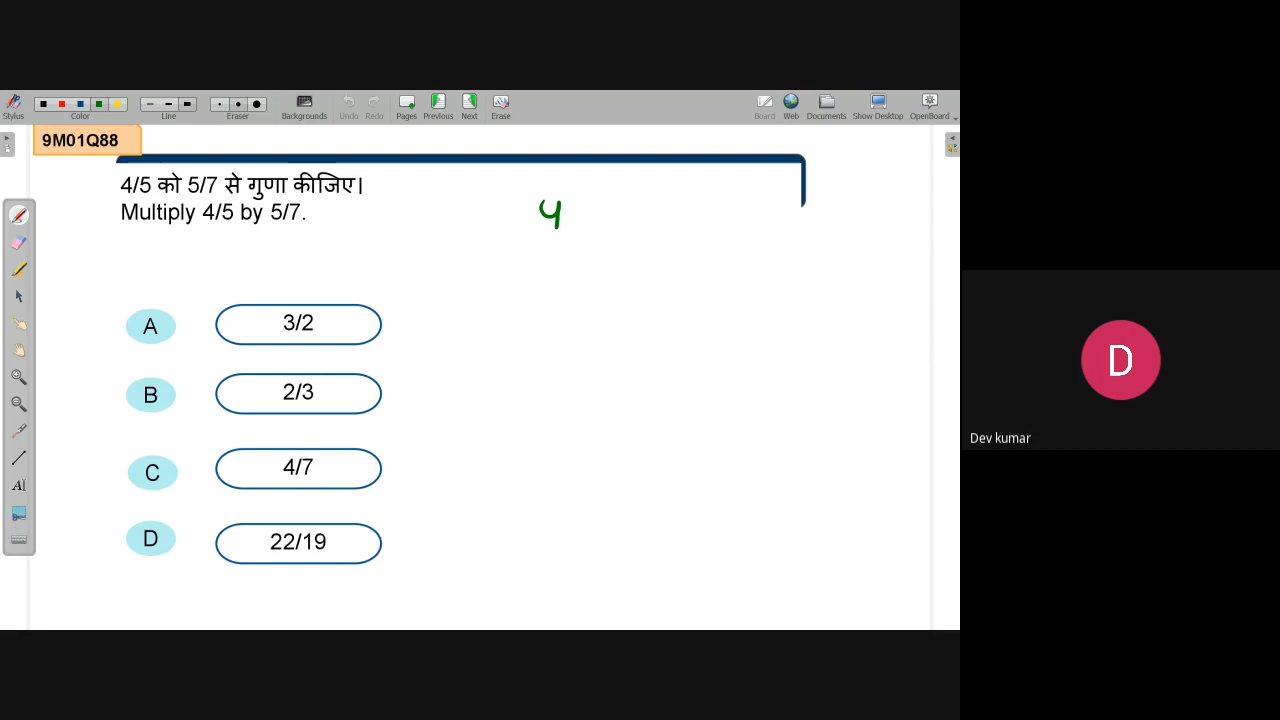 Stylus
Color
Line
Eraser
Backgrounds
Undo
Redo
Pages
Previous
Next
Erase
Board
Web
Documents
Show Desktop
OpenBoard
9M01Q88
4/5 को 5/7 से गुणा कीजिए।
Multiply 4/5 by 5/7.
4
A
3/2
B
2/3
C
4/7
D
22/19
AI
D
Dev kumar